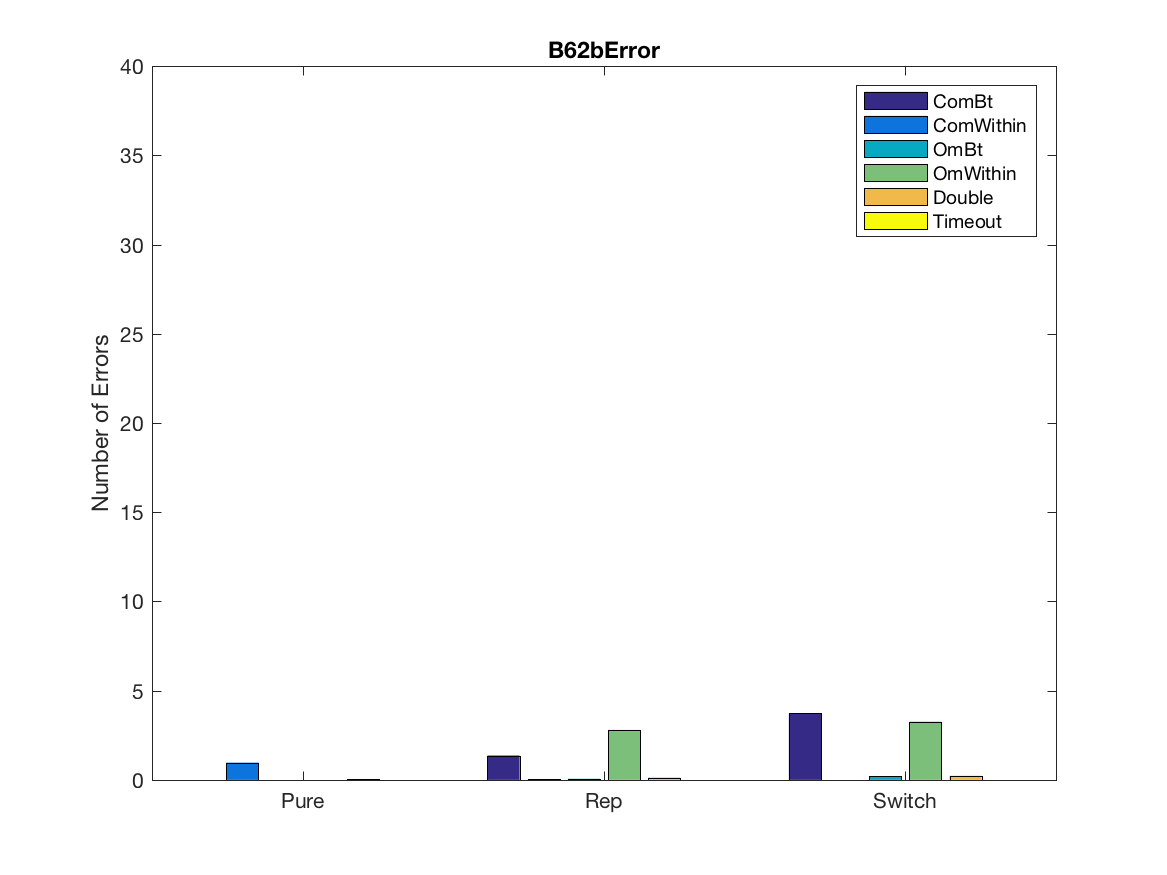 B62bError
40
35
30
25
20
15
10
5
0
Number of Errors
Pure
Rep
Switch
ComBt
ComWithin
OmBt
OmWithin
Double
Timeout